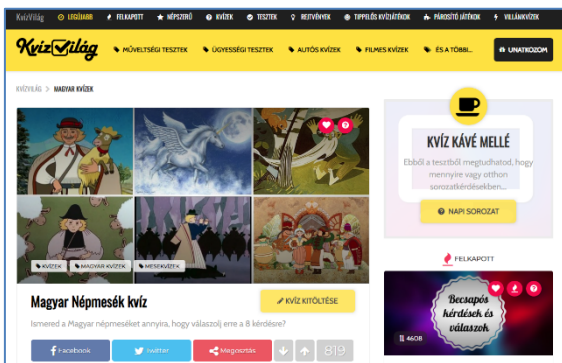 KvízVilág LEGÚJABB FELKAPOTT NÉPSZERŰ KVÍZEK TESZTEK REJTVÉNYEK TIPPELŐS KVÍZJÁTÉKOK PÁROSÍTÓ JÁTÉKOK VILLÁMKVÍZEK
KvízVilág MŰVELTSÉGI TESZTEK ÜGYESSÉGI TESZTEK AUTÓS KVÍZEK FILMES KVÍZEK ÉS A TÖBBI... UNATKOZOM
KVÍZVILÁG > MAGYAR KVÍZEK
KVÍZEK MAGYAR KVÍZEK MESEKVÍZEK
Magyar Népmesék kvíz
KVÍZ KITÖLTÉSE
Ismered a Magyar népmeséket annyira, hogy válaszolj erre a 8 kérdésre?
Facebook Twitter Megosztás 819
KVÍZ KÁVÉ MELLÉ
Ebből a tesztből megtudhatod, hogy
mennyire vagy otthon
sorozatkérdésekben...
NAPI SOROZAT
FELKAPOTT
Becsapós
kérdések és
válaszok
4608